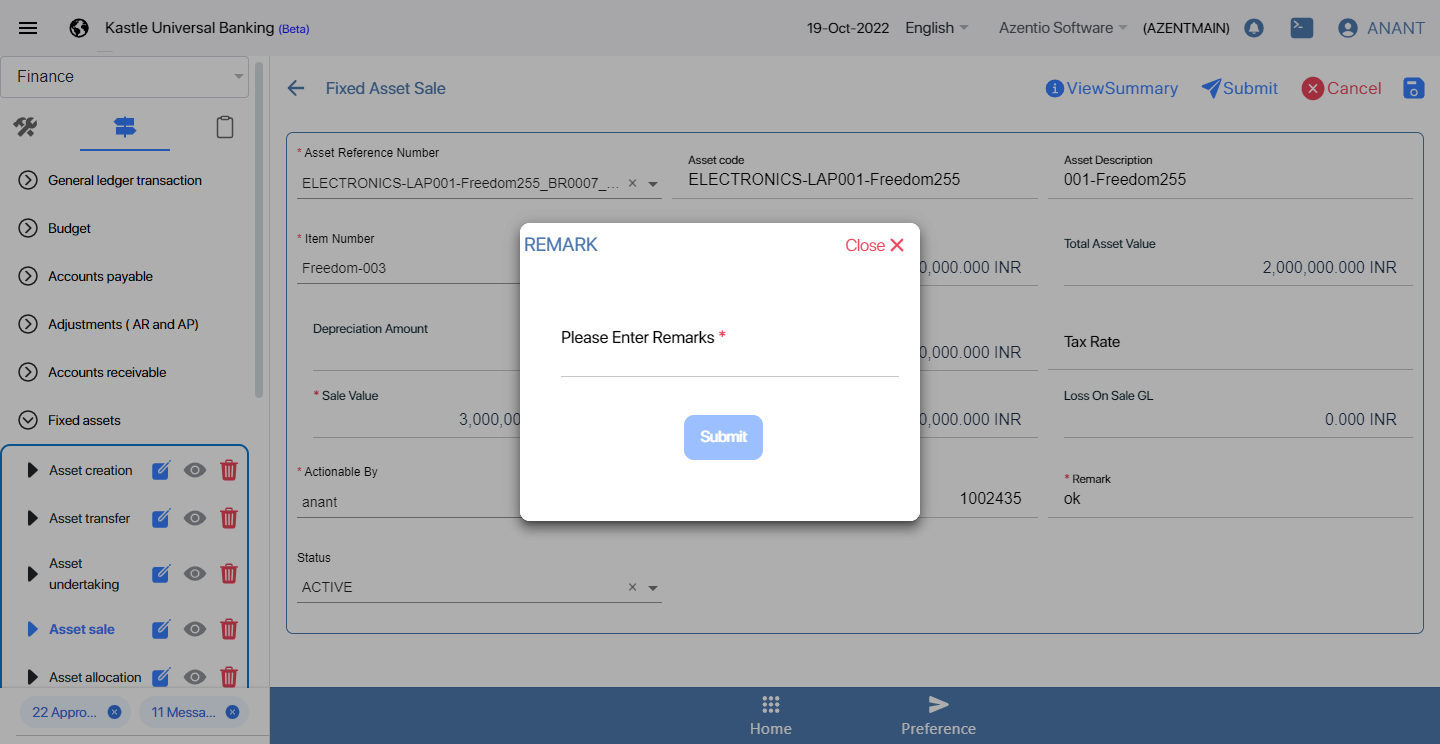 Kastle Universal Banking (Beta)
19-Oct-2022 English Azentio Software (AZENTMAIN) ANANT
Finance
General ledger transaction
Budget
Accounts payable
Adjustments ( AR and AP)
Accounts receivable
Fixed assets
Asset creation
Asset transfer
Asset
undertaking
Asset sale
Asset allocation
22 Appro... 11 Messa...
Fixed Asset Sale
ViewSummary Submit Cancel
* Asset Reference Number
ELECTRONICS-LAP001-Freedom255_BR0007_...
Asset code
ELECTRONICS-LAP001-Freedom255
Asset Description
001-Freedom255
* Item Number
Freedom-003
0,000.000 INR
Total Asset Value
2,000,000.000 INR
Depreciation Amount
0,000.000 INR
Tax Rate
* Sale Value
3,000,00
0,000.000 INR
Loss On Sale GL
0.000 INR
* Actionable By
anant
1002435
* Remark
ok
Status
ACTIVE
REMARK
Close
Please Enter Remarks *
Submit
Home
Preference